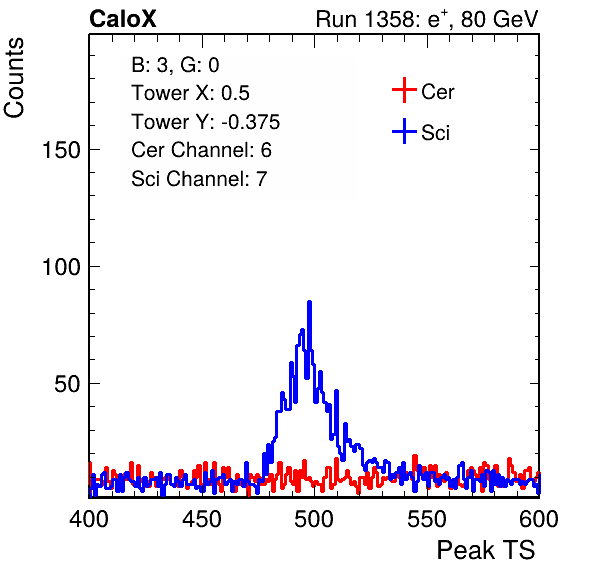 CaloX
Run 1358: e+, 80 GeV
Counts
B: 3, G: 0
Tower X: 0.5
Tower Y: -0.375
Cer Channel: 6
Sci Channel: 7
Cer
Sci
150
100
50
400 450 500 550 600
Peak TS